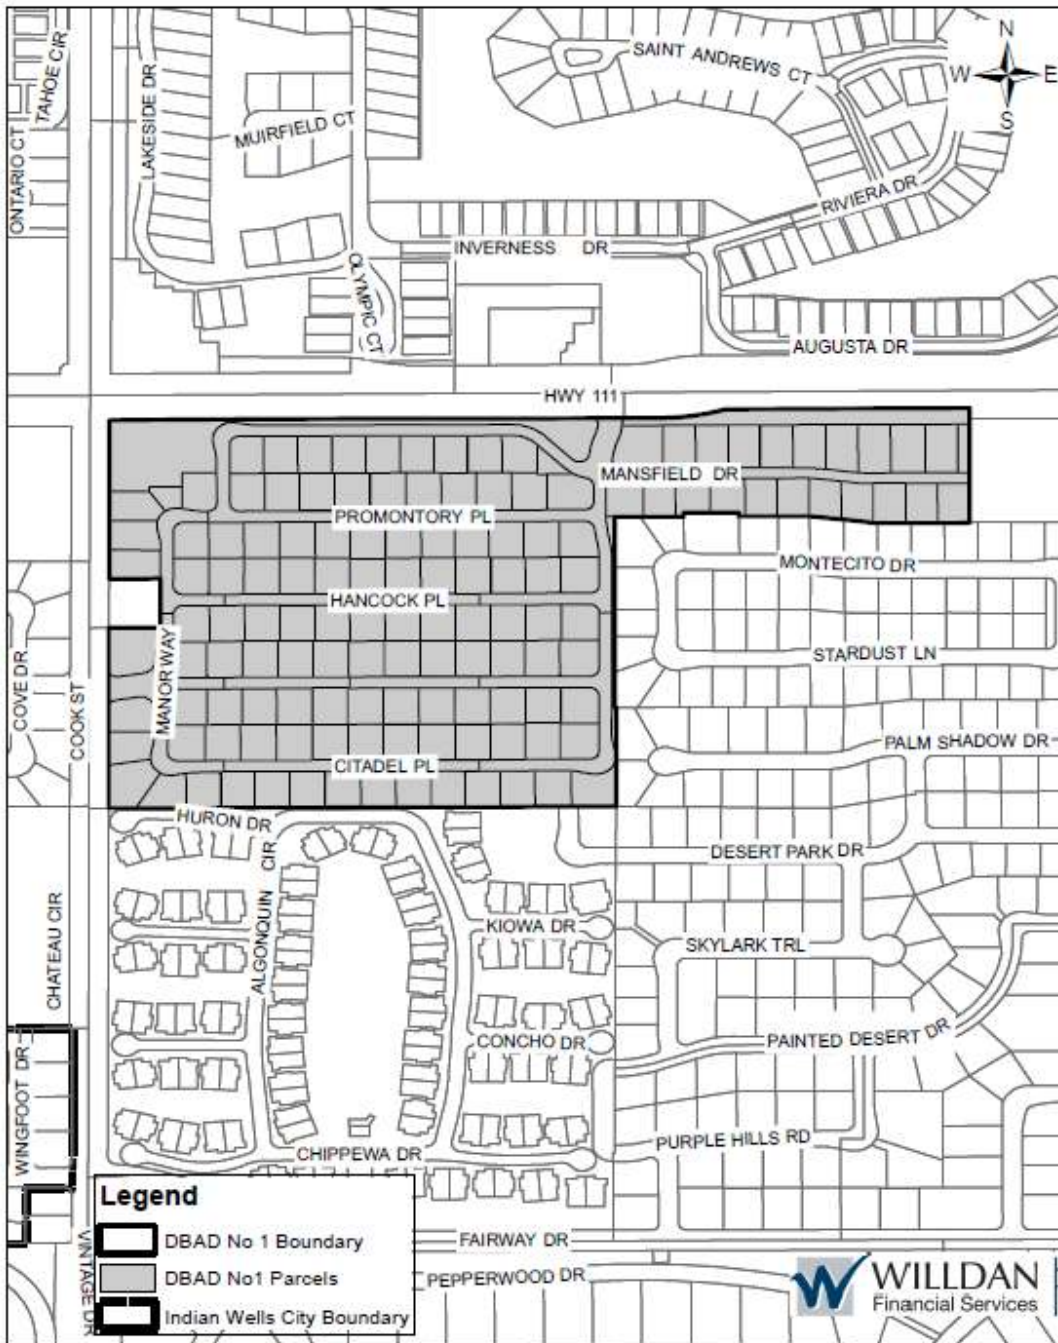 TAHOE CIR
ONTARIO CT
LAKESIDE DR
MUIRFIELD CT
SAINT ANDREWS CT
N
W
E
S
RIVIERA DR
INVERNESS DR
OLYMPIC CT
AUGUSTA DR
HWY 111
MANSFIELD DR
PROMONTORY PL
MONTECITO DR
HANCOCK PL
STARDUST LN
MANOR WAY
COVE DR
COOK ST
PALM SHADOW DR
CITADEL PL
HURON DR
DESERT PARK DR
ALGONQUIN CIR
KIOWA DR
SKYLARK TRL
CHATEAU CIR
CONCHO DR
PAINTED DESERT DR
WINGFOOT DR
PURPLE HILLS RD
CHIPPEWA DR
Legend
DBAD No 1 Boundary
DBAD No1 Parcels
Indian Wells City Boundary
VINTAGE DR
FAIRWAY DR
PEPPERWOOD DR
WILLDAN
Financial Services